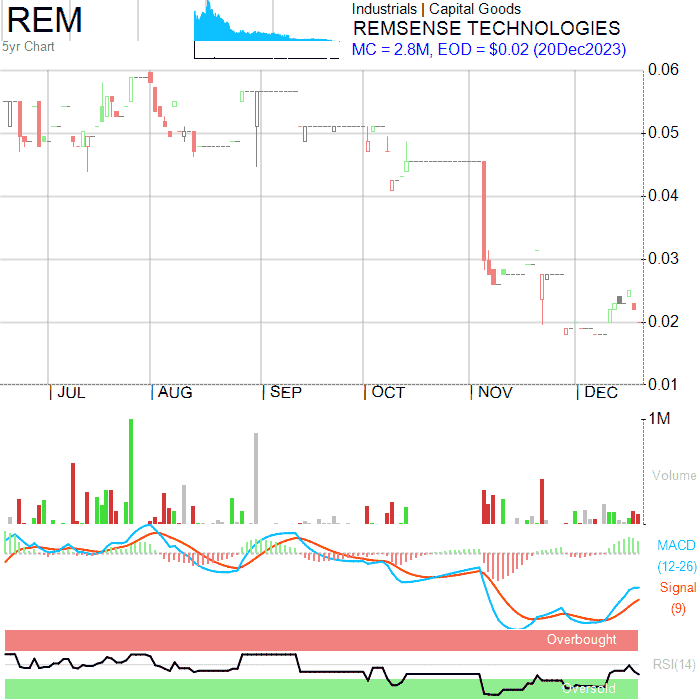 REM
5yr Chart
Industrials | Capital Goods
REMSENSE TECHNOLOGIES
MC = 2.8M, EOD = $0.02 (20Dec2023)
0.06
0.05
0.04
0.03
0.02
0.01
JUL AUG SEP OCT NOV DEC
1M
Volume
MACD
(12-26)
Signal
(9)
Overbought
RSI(14)
Oversold